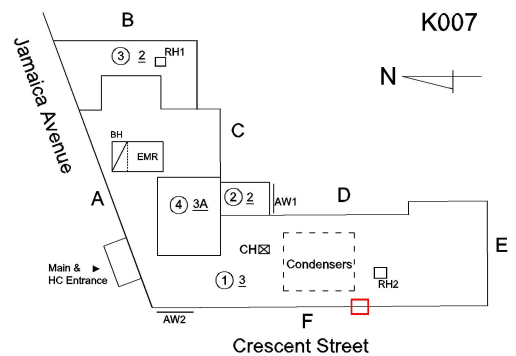 K007
B
3 2 RH1
N
Jamaica Avenue
BH
EMR
C
A
4 3A
2 2
AW1
D
E
CH
Condensers
Main &
HC Entrance
1 3
RH2
AW2
F
Crescent Street